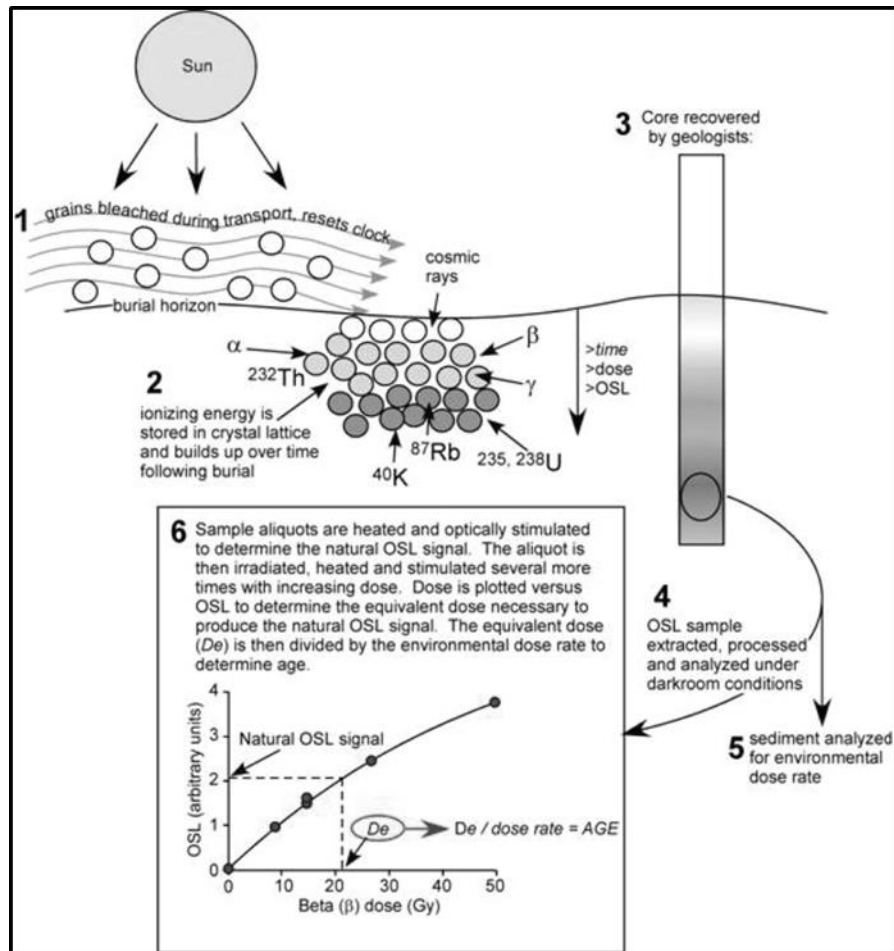 Sun
3 Core recovered
by geologists:
1 grains bleached during transport, resets clock
burial horizon
cosmic
rays
α
β
232Th
γ
2
ionizing energy is
stored in crystal lattice
and builds up over time
following burial
87Rb
40K
235, 238U
>time
>dose
>OSL
4
OSL sample
extracted, processed
and analyzed under
darkroom conditions
5 sediment analyzed
for environmental
dose rate
6 Sample aliquots are heated and optically stimulated
to determine the natural OSL signal. The aliquot is
then irradiated, heated and stimulated several more
times with increasing dose. Dose is plotted versus
OSL to determine the equivalent dose necessary to
produce the natural OSL signal. The equivalent dose
(De) is then divided by the environmental dose rate to
determine age.
OSL (arbitrary units)
4
3
2
1
0
Natural OSL signal
De
De / dose rate = AGE
0 10 20 30 40 50
Beta (β) dose (Gy)